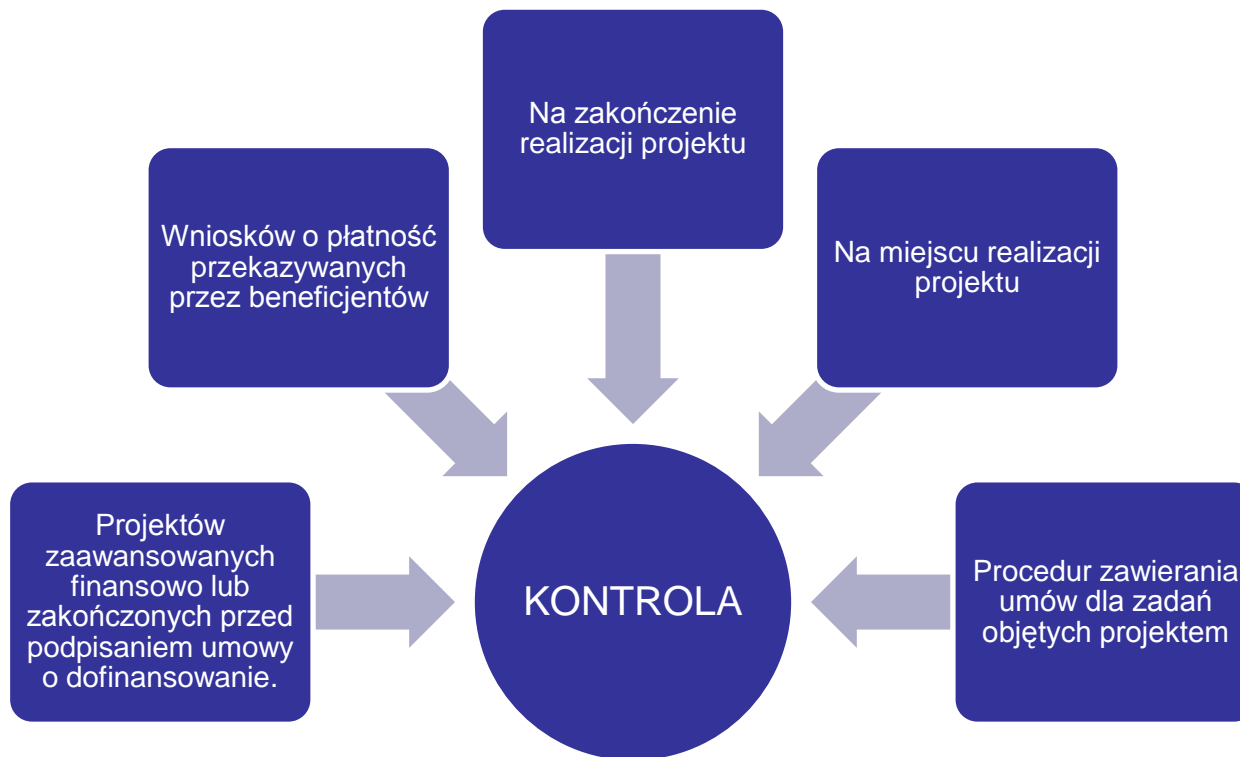 Na zakończenie
realizacji projektu
Wniosków o płatność
przekazywanych
przez beneficjentów
Na miejscu realizacji
projektu
Projektów
zaawansowanych
finansowo lub
zakończonych przed
podpisaniem umowy
o dofinansowanie.
KONTROLA
Procedur zawierania
umów dla zadań
objętych projektem